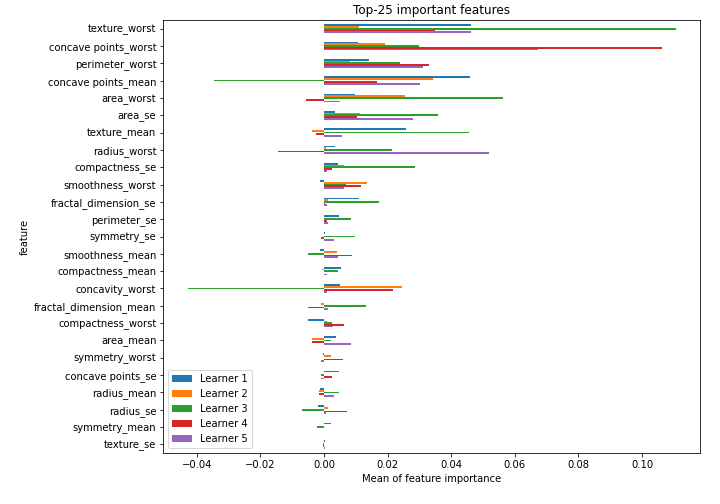 Top-25 important features
texture_worst
concave points_worst
perimeter_worst
concave points_mean
area_worst
area_se
texture_mean
radius_worst
compactness_se
smoothness_worst
fractal_dimension_se
perimeter_se
symmetry_se
smoothness_mean
compactness_mean
concavity_worst
fractal_dimension_mean
compactness_worst
area_mean
symmetry_worst
concave points_se
radius_mean
radius_se
symmetry_mean
texture_se
feature
Learner 1
Learner 2
Learner 3
Learner 4
Learner 5
−0.04 −0.02 0.00 0.02 0.04 0.06 0.08 0.10
Mean of feature importance